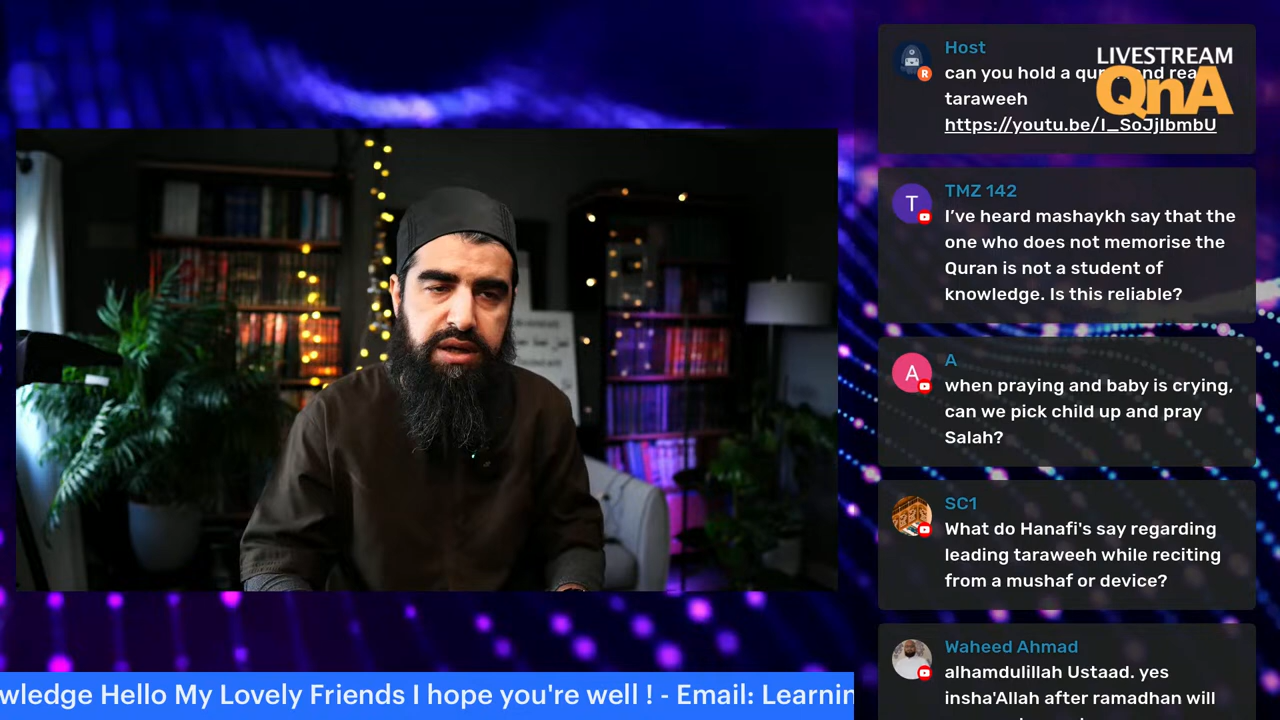 Host
can you hold a and rea
taraweeh
https://youtu.be/I_SoJjIbmbU
LIVESTREAM
QnA
R
T
TMZ 142
I've heard mashaykh say that the
one who does not memorise the
Quran is not a student of
knowledge. Is this reliable?
A
A
when praying and baby is crying,
can we pick child up and pray
Salah?
SC1
What do Hanafi's say regarding
leading taraweeh while reciting
from a mushaf or device?
Waheed Ahmad
alhamdulillah Ustaad. yes
insha'Allah after ramadhan will
wledge Hello My Lovely Friends I hope you're well ! - Email: Learnin